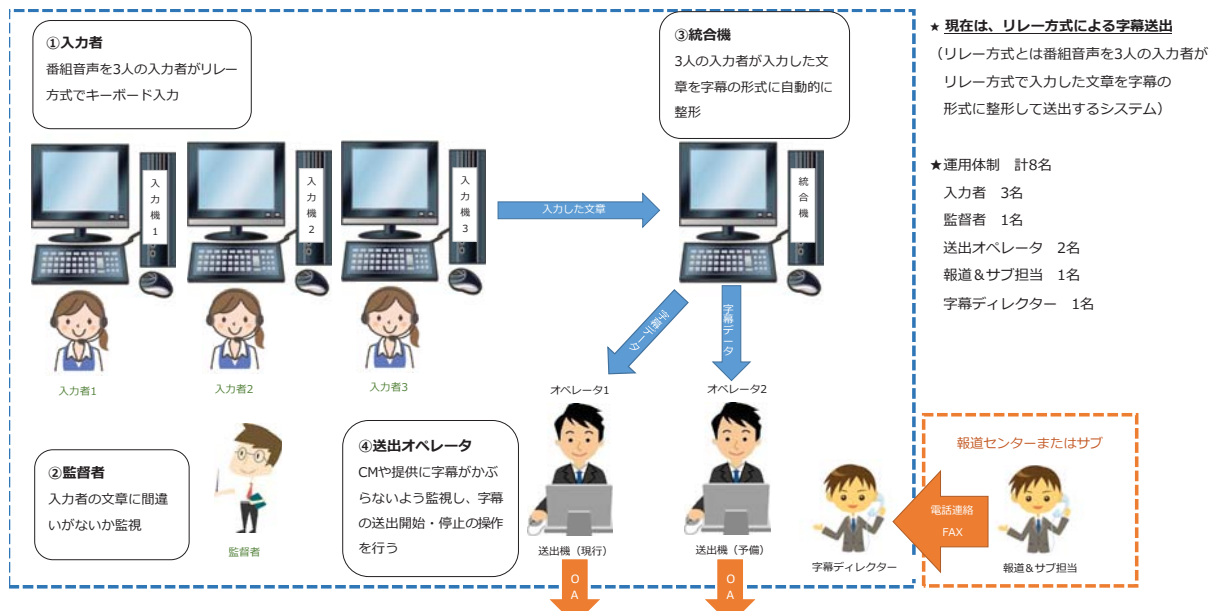 ①入力者
番組音声を3人の入力者がリレー
方式でキーボード入力
③統合機
3人の入力者が入力した文
章を字幕の形式に自動的に
整形
★ 現在は、リレー方式による字幕送出
（リレー方式とは番組音声を3人の入力者が
リレー方式で入力した文章を字幕の
形式に整形して送出するシステム）
★運用体制　計8名
入力者　3名
監督者　1名
送出オペレータ　2名
報道＆サブ担当　1名
字幕ディレクター　1名
入力機1
入力機2
入力機3
入力した文章
統合機
字幕データ
字幕データ
入力者1
入力者2
入力者3
オペレータ1
オペレータ2
②監督者
入力者の文章に間違
いがないか監視
監督者
④送出オペレータ
CMや提供に字幕がかぶ
らないよう監視し、字幕
の送出開始・停止の操作
を行う
送出機（現行）
送出機（予備）
字幕ディレクター
報道センターまたはサブ
電話連絡
FAX
報道＆サブ担当
OA
OA